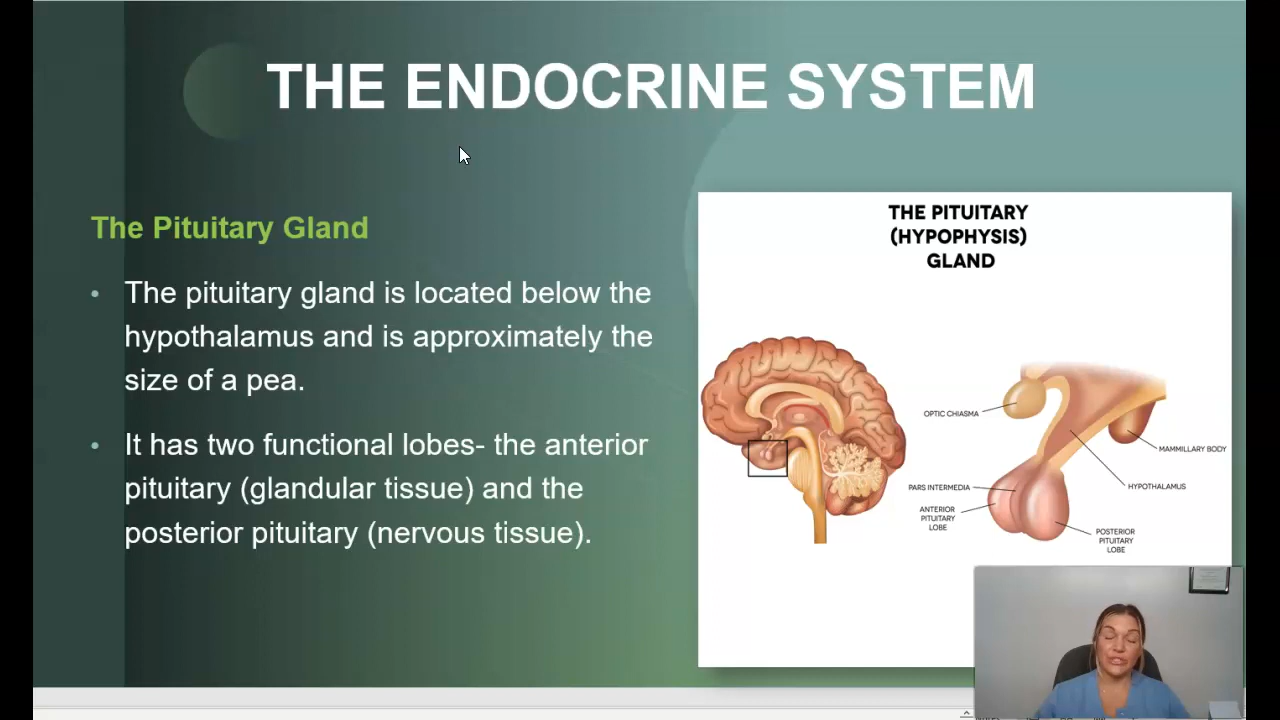 THE ENDOCRINE SYSTEM
The Pituitary Gland
• The pituitary gland is located below the
hypothalamus and is approximately the
size of a pea.
• It has two functional lobes- the anterior
pituitary (glandular tissue) and the
posterior pituitary (nervous tissue).
THE PITUITARY
(HYPOPHYSIS)
GLAND
OPTIC CHIASMA
MAMMILLARY BODY
HYPOTHALAMUS
PARS INTERMEDIA
ANTERIOR
PITUITARY
LOBE
POSTERIOR
PITUITARY
LOBE